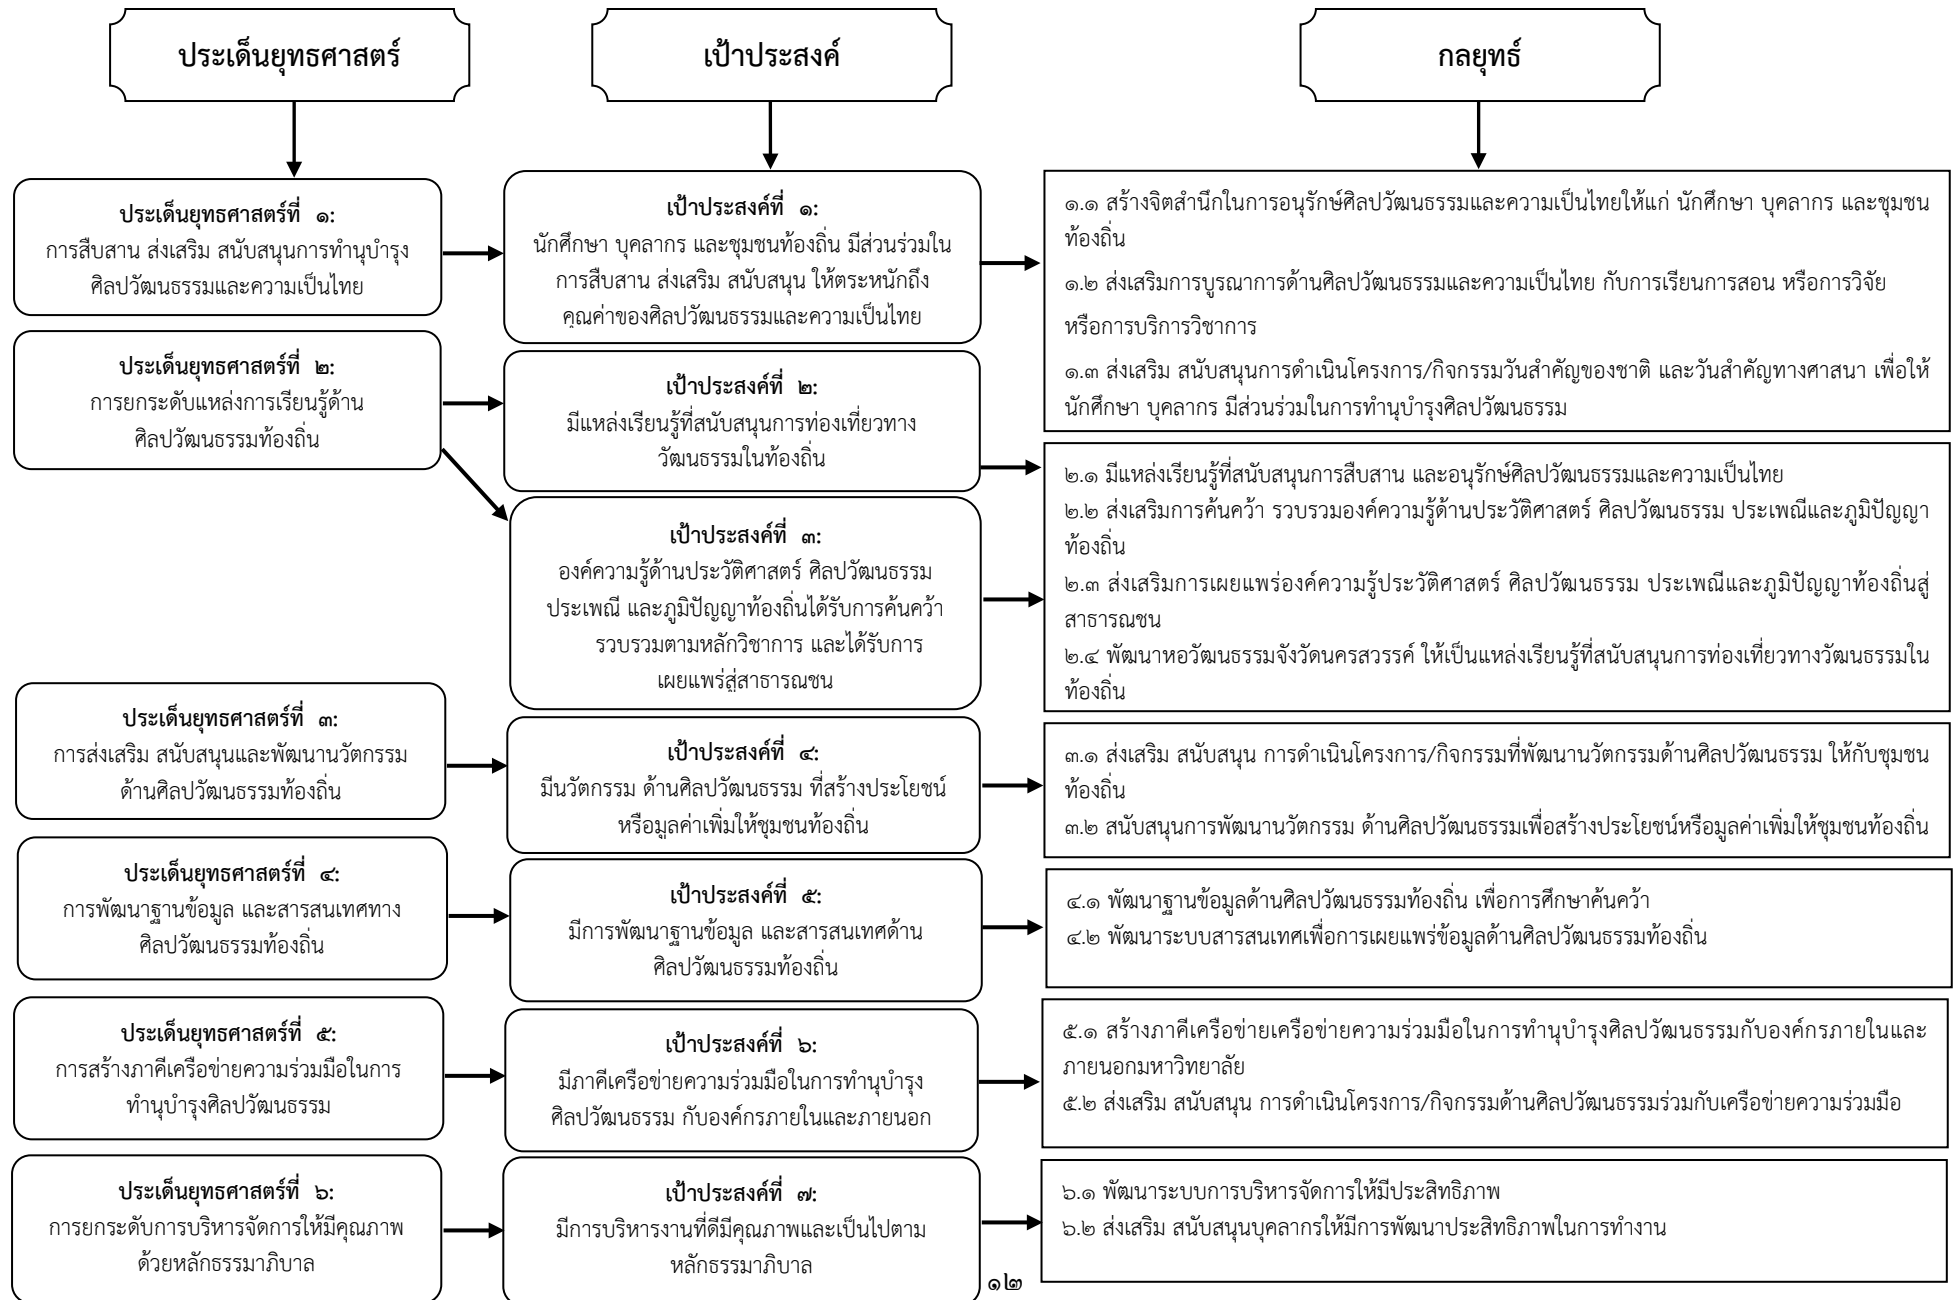 ประเด็นยุทธศาสตร์
เป้าประสงค์
กลยุทธ์
ประเด็นยุทธศาสตร์ที่ ๑:
การสืบสาน ส่งเสริม สนับสนุนการทำนุบำรุง
ศิลปวัฒนธรรมและความเป็นไทย
เป้าประสงค์ที่ ๑:
นักศึกษา บุคลากร และชุมชนท้องถิ่น มีส่วนร่วมใน
การสืบสาน ส่งเสริม สนับสนุน ให้ตระหนักถึง
คุณค่าของศิลปวัฒนธรรมและความเป็นไทย
๑.๑ สร้างจิตสำนึกในการอนุรักษ์ศิลปวัฒนธรรมและความเป็นไทยให้แก่ นักศึกษา บุคลากร และชุมชน
ท้องถิ่น
๑.๒ ส่งเสริมการบูรณาการด้านศิลปวัฒนธรรมและความเป็นไทย กับการเรียนการสอน หรือการวิจัย
หรือการบริการวิชาการ
๑.๓ ส่งเสริม สนับสนุนการดำเนินโครงการ/กิจกรรมวันสำคัญของชาติ และวันสำคัญทางศาสนา เพื่อให้
นักศึกษา บุคลากร มีส่วนร่วมในการทำนุบำรุงศิลปวัฒนธรรม
ประเด็นยุทธศาสตร์ที่ ๒:
การยกระดับแหล่งการเรียนรู้ด้าน
ศิลปวัฒนธรรมท้องถิ่น
เป้าประสงค์ที่ ๒:
มีแหล่งเรียนรู้ที่สนับสนุนการท่องเที่ยวทาง
วัฒนธรรมในท้องถิ่น
เป้าประสงค์ที่ ๓:
องค์ความรู้ด้านประวัติศาสตร์ ศิลปวัฒนธรรม
ประเพณี และภูมิปัญญาท้องถิ่นได้รับการค้นคว้า
รวบรวมตามหลักวิชาการ และได้รับการ
เผยแพร่สู่สาธารณชน
๒.๑ มีแหล่งเรียนรู้ที่สนับสนุนการสืบสาน และอนุรักษ์ศิลปวัฒนธรรมและความเป็นไทย
๒.๒ ส่งเสริมการค้นคว้า รวบรวมองค์ความรู้ด้านประวัติศาสตร์ ศิลปวัฒนธรรม ประเพณีและภูมิปัญญา
ท้องถิ่น
๒.๓ ส่งเสริมการเผยแพร่องค์ความรู้ประวัติศาสตร์ ศิลปวัฒนธรรม ประเพณีและภูมิปัญญาท้องถิ่นสู่
สาธารณชน
๒.๔ พัฒนาหอวัฒนธรรมจังวัดนครสวรรค์ ให้เป็นแหล่งเรียนรู้ที่สนับสนุนการท่องเที่ยวทางวัฒนธรรมใน
ท้องถิ่น
ประเด็นยุทธศาสตร์ที่ ๓:
การส่งเสริม สนับสนุนและพัฒนานวัตกรรม
ด้านศิลปวัฒนธรรมท้องถิ่น
เป้าประสงค์ที่ ๔:
มีนวัตกรรม ด้านศิลปวัฒนธรรม ที่สร้างประโยชน์
หรือมูลค่าเพิ่มให้ชุมชนท้องถิ่น
๓.๑ ส่งเสริม สนับสนุน การดำเนินโครงการ/กิจกรรมที่พัฒนานวัตกรรมด้านศิลปวัฒนธรรม ให้กับชุมชน
ท้องถิ่น
๓.๒ สนับสนุนการพัฒนานวัตกรรม ด้านศิลปวัฒนธรรมเพื่อสร้างประโยชน์หรือมูลค่าเพิ่มให้ชุมชนท้องถิ่น
ประเด็นยุทธศาสตร์ที่ ๔:
การพัฒนาฐานข้อมูล และสารสนเทศทาง
ศิลปวัฒนธรรมท้องถิ่น
เป้าประสงค์ที่ ๕:
มีการพัฒนาฐานข้อมูล และสารสนเทศด้าน
ศิลปวัฒนธรรมท้องถิ่น
๔.๑ พัฒนาฐานข้อมูลด้านศิลปวัฒนธรรมท้องถิ่น เพื่อการศึกษาค้นคว้า
๔.๒ พัฒนาระบบสารสนเทศเพื่อการเผยแพร่ข้อมูลด้านศิลปวัฒนธรรมท้องถิ่น
ประเด็นยุทธศาสตร์ที่ ๕:
การสร้างภาคีเครือข่ายความร่วมมือในการ
ทำนุบำรุงศิลปวัฒนธรรม
เป้าประสงค์ที่ ๖:
มีภาคีเครือข่ายความร่วมมือในการทำนุบำรุง
ศิลปวัฒนธรรม กับองค์กรภายในและภายนอก
๕.๑ สร้างภาคีเครือข่ายเครือข่ายความร่วมมือในการทำนุบำรุงศิลปวัฒนธรรมกับองค์กรภายในและ
ภายนอกมหาวิทยาลัย
๕.๒ ส่งเสริม สนับสนุน การดำเนินโครงการ/กิจกรรมด้านศิลปวัฒนธรรมร่วมกับเครือข่ายความร่วมมือ
ประเด็นยุทธศาสตร์ที่ ๖:
การยกระดับการบริหารจัดการให้มีคุณภาพ
ด้วยหลักธรรมาภิบาล
เป้าประสงค์ที่ ๗:
มีการบริหารงานที่ดีมีคุณภาพและเป็นไปตาม
หลักธรรมาภิบาล
๖.๑ พัฒนาระบบการบริหารจัดการให้มีประสิทธิภาพ
๖.๒ ส่งเสริม สนับสนุนบุคลากรให้มีการพัฒนาประสิทธิภาพในการทำงาน
๑๒